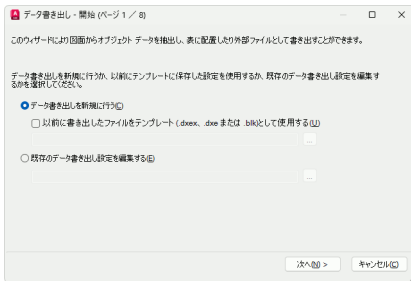 データ書き出し - 開始 (ページ 1 / 8)
このウィザードにより図面からオブジェクト データを抽出し、表に配置したり外部ファイルとして書き出すことができます。
データ書き出しを新規に行うか、以前にテンプレートに保存した設定を使用するか、既存のデータ書き出し設定を編集す
るかを選択してください。
データ書き出しを新規に行う(C)
以前に書き出したファイルをテンプレート (.dxex、.dxe または .blk)として使用する(U)
...
既存のデータ書き出し設定を編集する(E)
...
次へ(N) >
キャンセル(C)